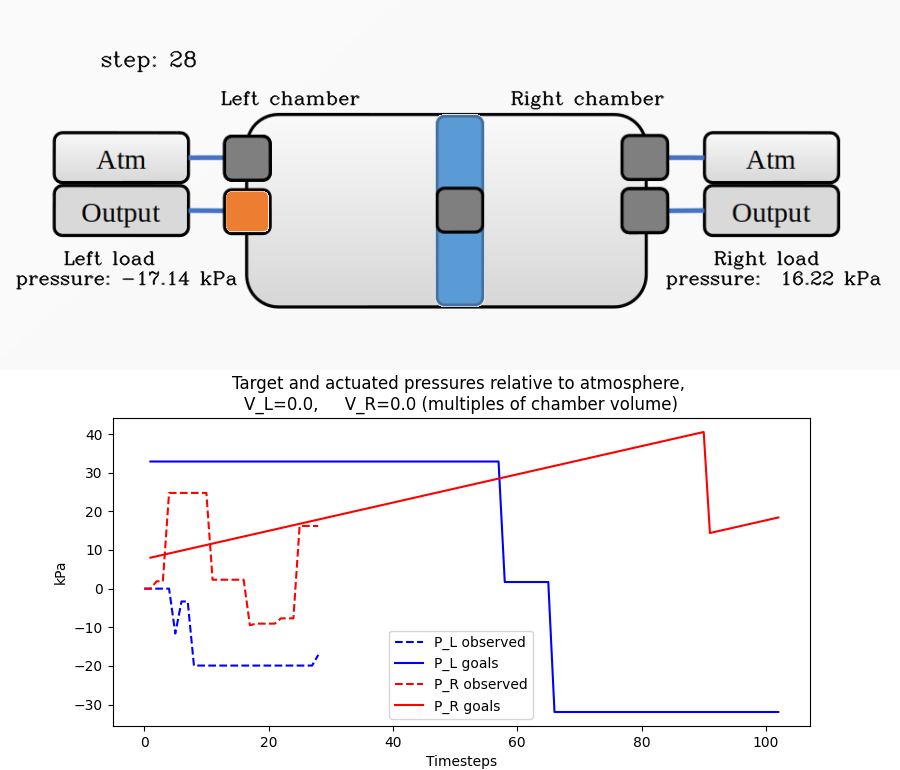 step: 28
Left chamber
Right chamber
Atm
Atm
Output
Output
Left load
pressure: −17.14 kPa
Right load
pressure:  16.22 kPa
Target and actuated pressures relative to atmosphere,
V_L=0.0,     V_R=0.0 (multiples of chamber volume)
40
30
20
10
0
−10
−20
−30
kPa
P_L observed
P_L goals
P_R observed
P_R goals
0
20
40
60
80
100
Timesteps